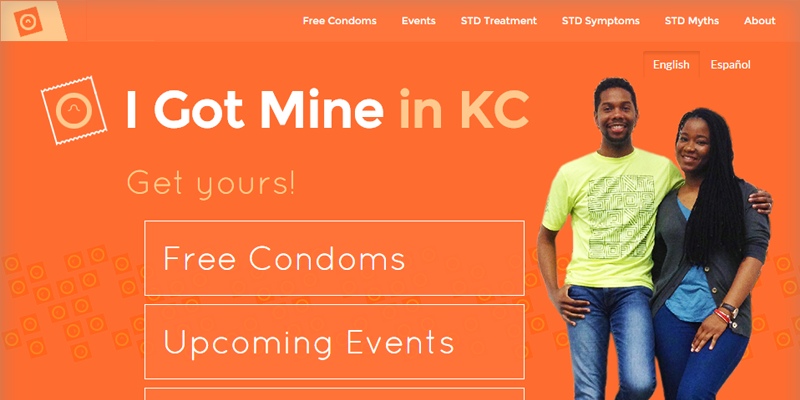 Free Condoms Events STD Treatment STD Symptoms STD Myths About
English Español
I Got Mine in KC
Get yours!
Free Condoms
Upcoming Events